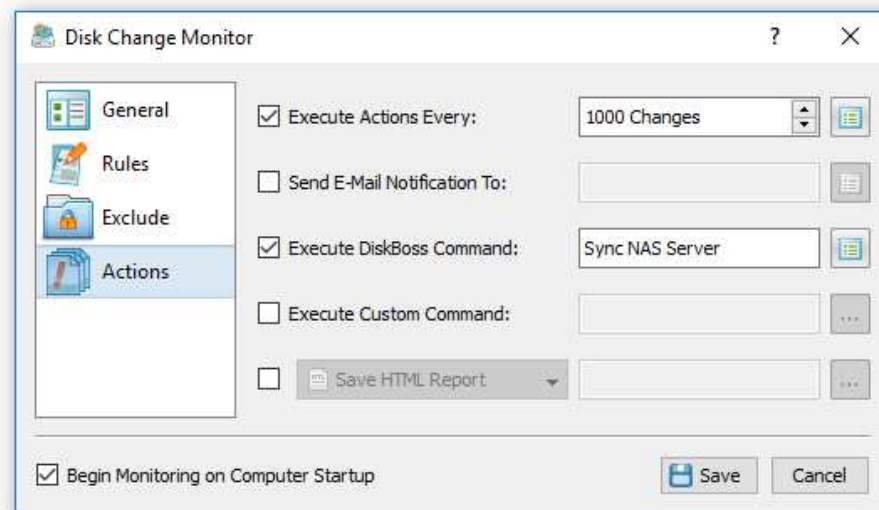 Disk Change Monitor
?
General
Rules
Exclude
Actions
Execute Actions Every:
1000 Changes
Send E-Mail Notification To:
Execute DiskBoss Command:
Sync NAS Server
Execute Custom Command:
...
Save HTML Report
...
Begin Monitoring on Computer Startup
Save
Cancel